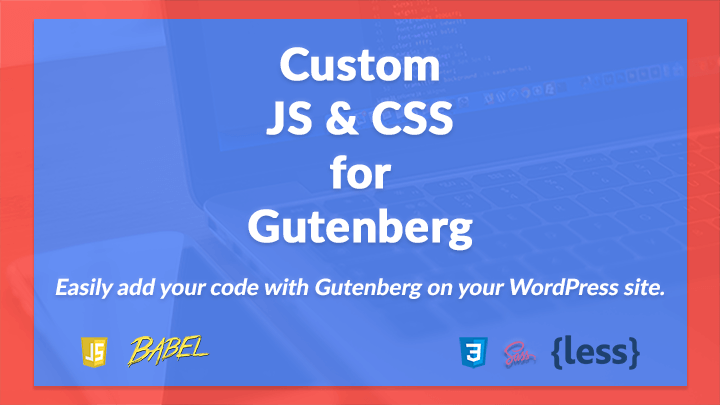 Custom
JS & CSS
for
Gutenberg
Easily add your code with Gutenberg on your WordPress site.
JS BABEL 3 Sass {less}